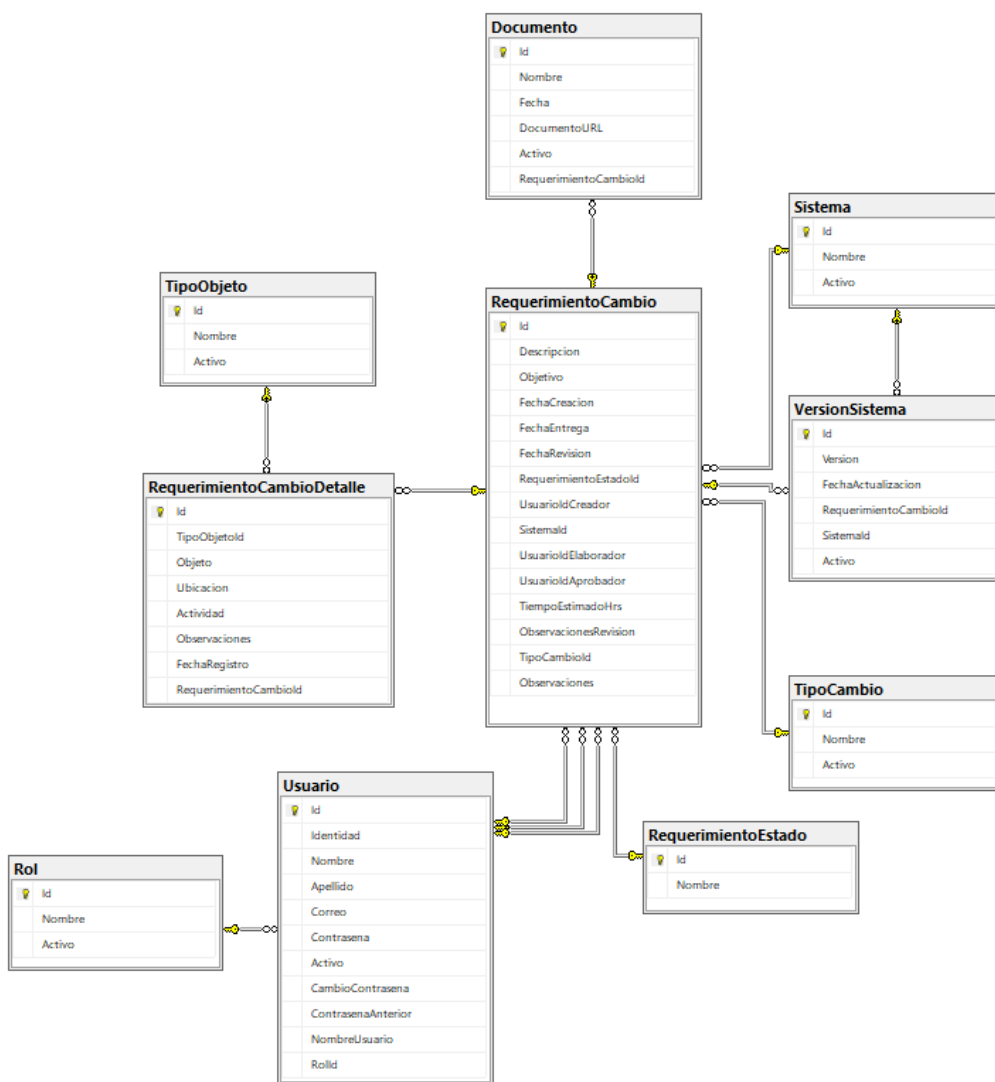 Documento
Id
Nombre
Fecha
DocumentoURL
Activo
RequerimientoCambioId
Sistema
Id
Nombre
Activo
TipoObjeto
Id
Nombre
Activo
RequerimientoCambio
Id
Descripcion
Objetivo
FechaCreacion
FechaEntrega
FechaRevision
RequerimientoEstadoId
UsuarioIdCreador
SistemaId
UsuarioIdElaborador
UsuarioIdAprobador
TiempoEstimadoHrs
ObservacionesRevision
TipoCambioId
Observaciones
VersionSistema
Id
Version
FechaActualizacion
RequerimientoCambioId
SistemaId
Activo
RequerimientoCambioDetalle
Id
TipoObjetoId
Objeto
Ubicacion
Actividad
Observaciones
FechaRegistro
RequerimientoCambioId
TipoCambio
Id
Nombre
Activo
Usuario
Id
Identidad
Nombre
Apellido
Correo
Contrasena
Activo
CambioContrasena
ContrasenaAnterior
NombreUsuario
RolId
RequerimientoEstado
Id
Nombre
Rol
Id
Nombre
Activo